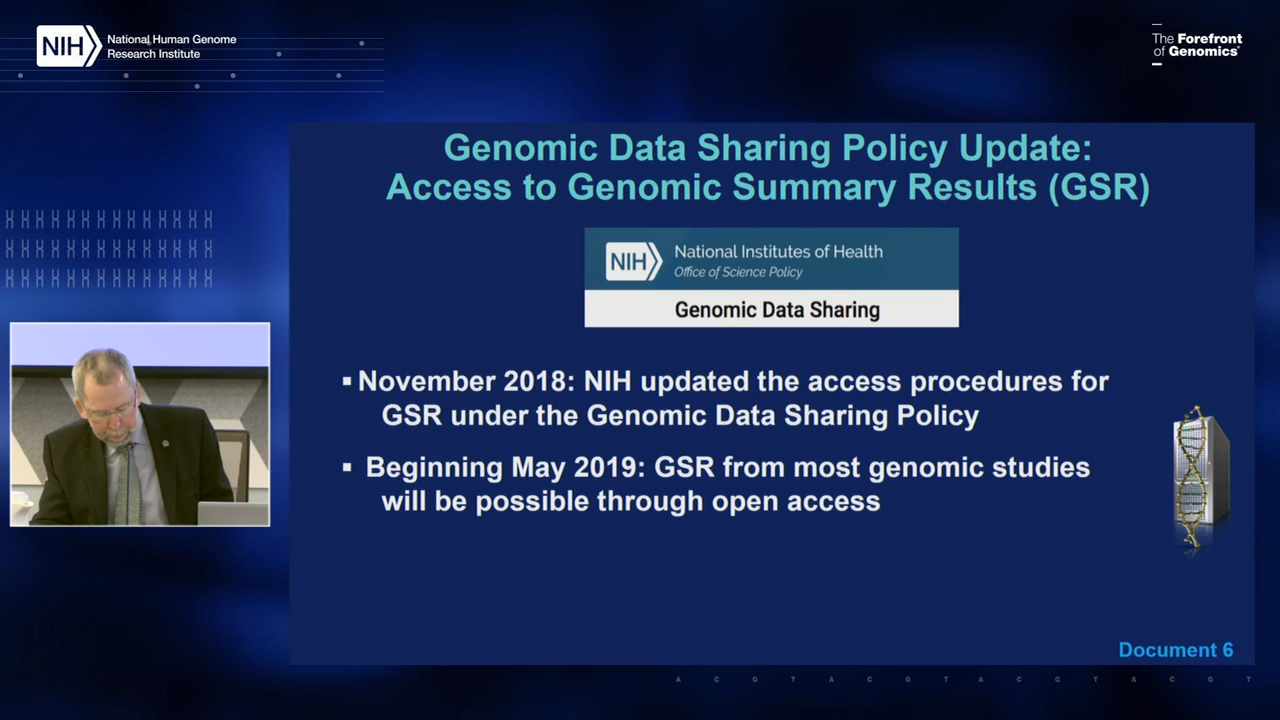 NIH
National Human Genome
Research Institute
The Forefront
of Genomics®
Genomic Data Sharing Policy Update:
Access to Genomic Summary Results (GSR)
NIH
National Institutes of Health
Office of Science Policy
Genomic Data Sharing
▪ November 2018: NIH updated the access procedures for
GSR under the Genomic Data Sharing Policy
▪ Beginning May 2019: GSR from most genomic studies
will be possible through open access
Document 6
A C G T A C G T A C G T A C G T